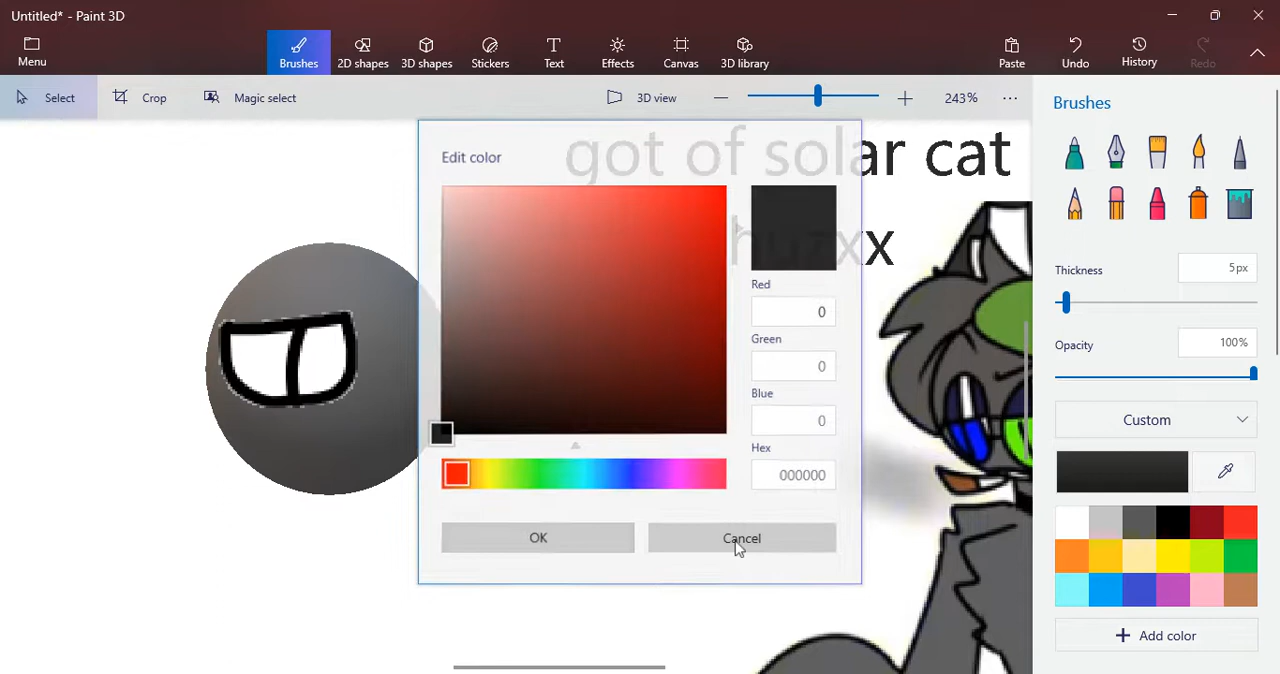 Untitled* - Paint 3D
Menu
Brushes
2D shapes
3D shapes
Stickers
Text
Effects
Canvas
3D library
Paste
Undo
History
Redo
Select
Crop
Magic select
3D view
243%
got of solar cat
huzxx
Edit color
Red
0
Green
0
Blue
0
Hex
000000
OK
Cancel
Brushes
Thickness
5px
Opacity
100%
Custom
Add color